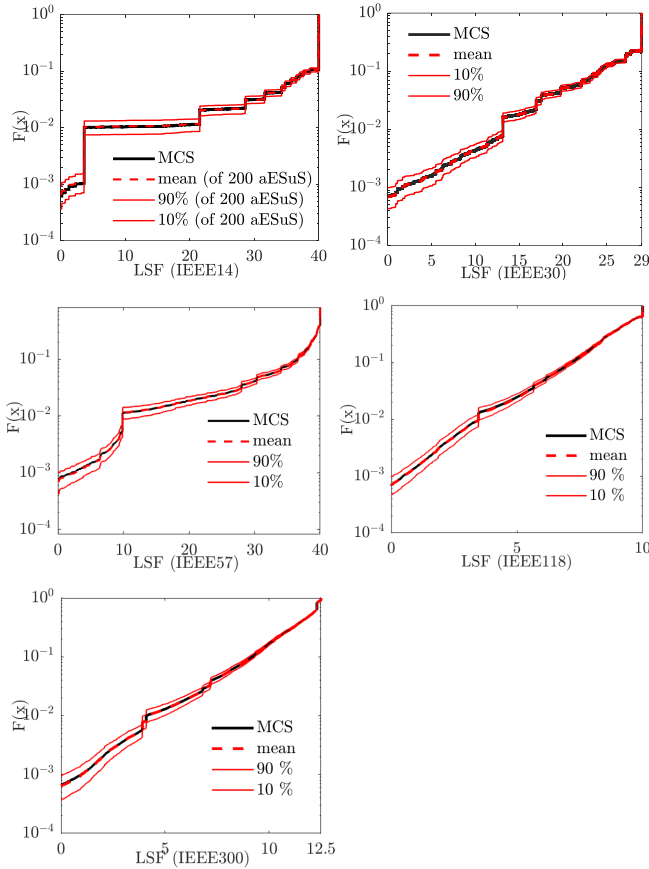 10^0
10^-1
10^-2
10^-3
10^-4
F(x)
MCS
mean (of 200 aESuS)
90% (of 200 aESuS)
10% (of 200 aESuS)
0 10 20 30 40
LSF (IEEE14)
10^0
10^-1
10^-2
10^-3
10^-4
F(x)
MCS
mean
10%
90%
0 5 10 15 20 25 29
LSF (IEEE30)
10^-1
10^-2
10^-3
10^-4
F(x)
MCS
mean
90%
10%
0 10 20 30 40
LSF (IEEE57)
10^0
10^-1
10^-2
10^-3
10^-4
F(x)
MCS
mean
90 %
10 %
0 5 10
LSF (IEEE118)
10^0
10^-1
10^-2
10^-3
10^-4
F(x)
MCS
mean
90 %
10 %
0 5 10 12.5
LSF (IEEE300)